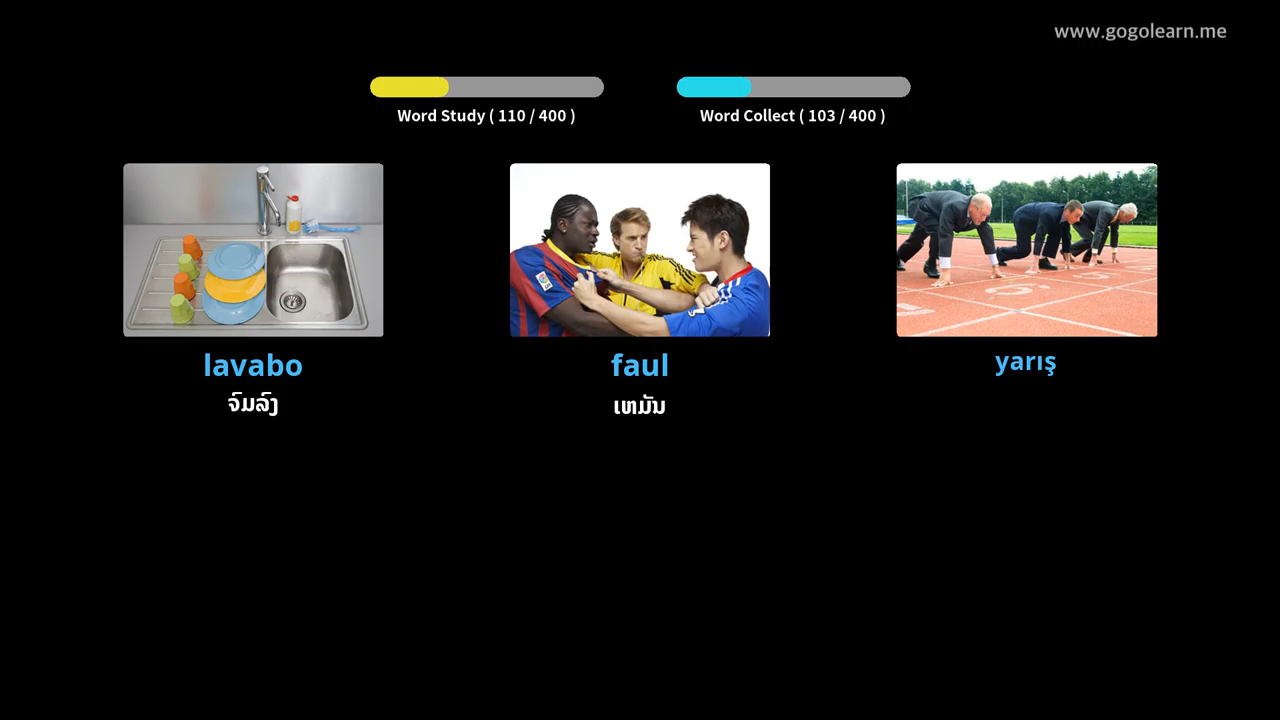 www.gogolearn.me
Word Study ( 110 / 400 )
Word Collect ( 103 / 400 )
lavabo
faul
yarış
ຈົມລົງ
ເຫມັນ